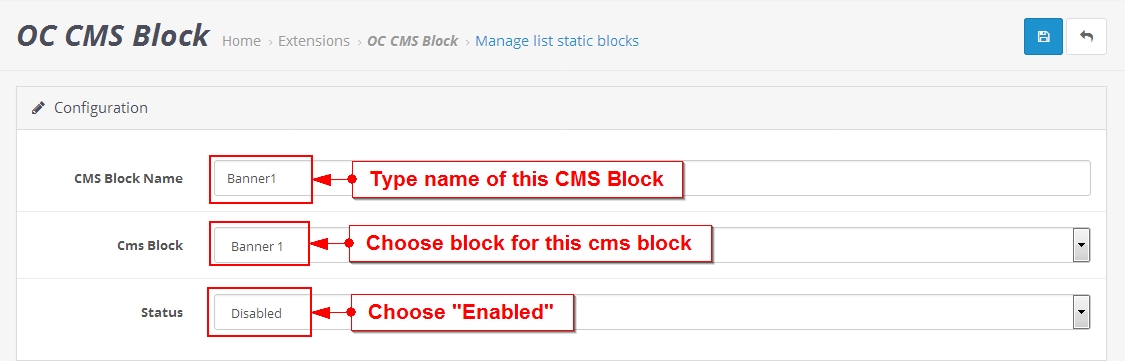 OC CMS Block Home › Extensions › OC CMS Block › Manage list static blocks
Configuration
CMS Block Name Banner1 Type name of this CMS Block
Cms Block Banner 1 Choose block for this cms block
Status Disabled Choose "Enabled"